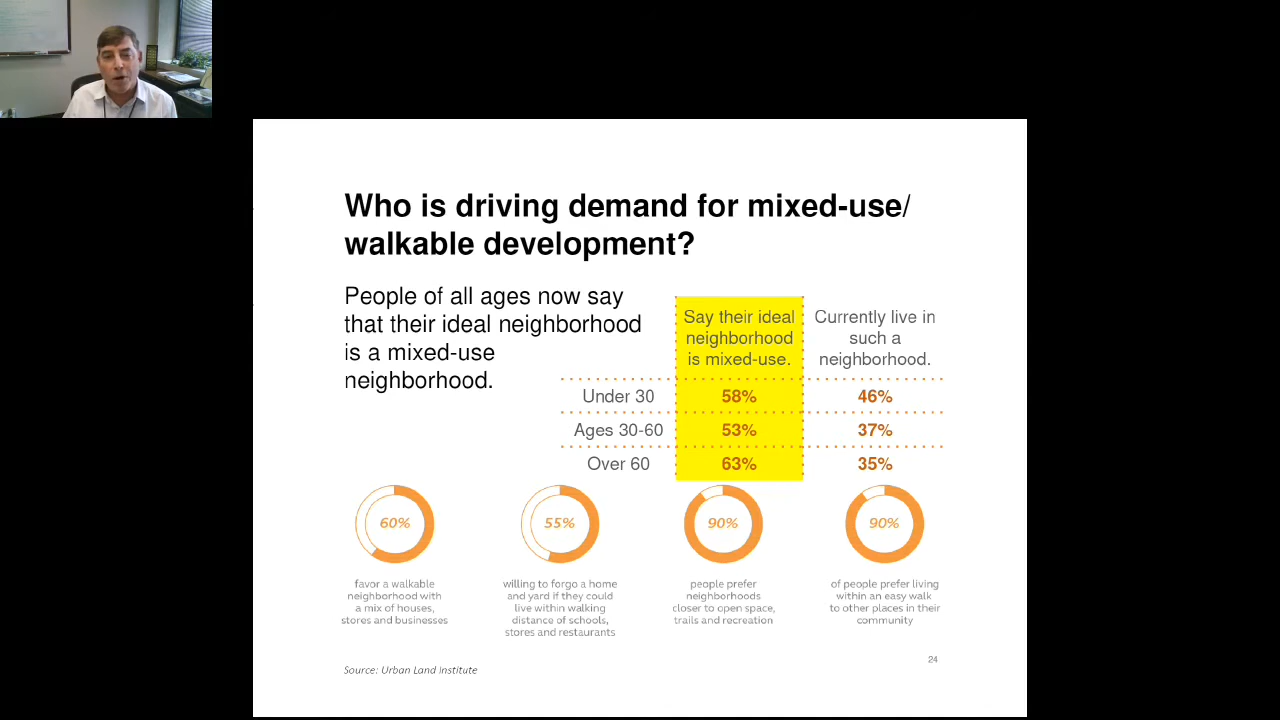 Who is driving demand for mixed-use/
walkable development?
People of all ages now say
that their ideal neighborhood
is a mixed-use
neighborhood.
Say their ideal
neighborhood
is mixed-use.
Currently live in
such a
neighborhood.
Under 30 58% 46%
Ages 30-60 53% 37%
Over 60 63% 35%
60%
favor a walkable
neighborhood with
a mix of houses,
stores and businesses
55%
willing to forgo a home
and yard if they could
live within walking
distance of schools,
stores and restaurants
90%
people prefer
neighborhoods
closer to open space,
trails and recreation
90%
of people prefer living
within an easy walk
to other places in their
community
24
Source: Urban Land Institute